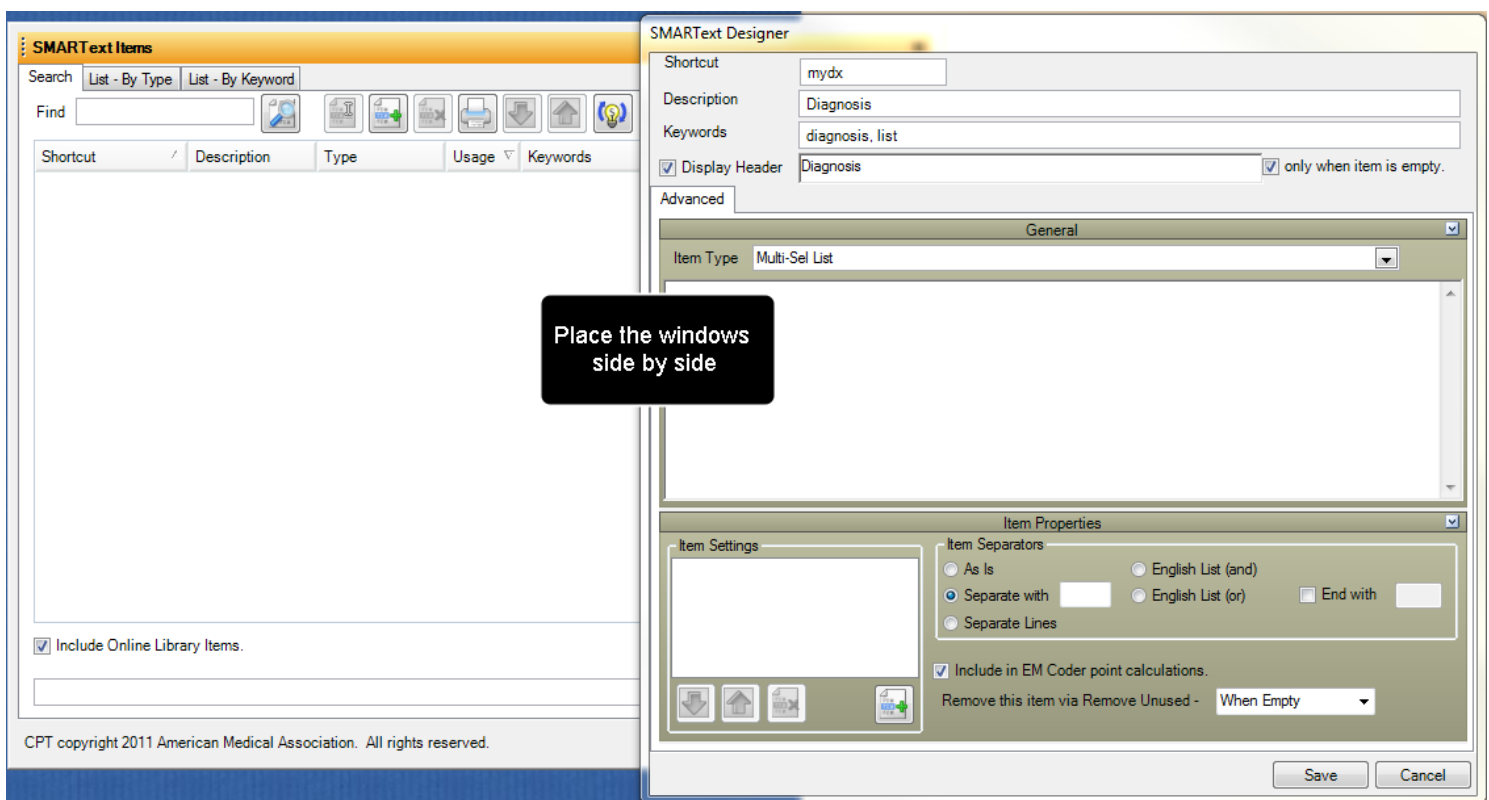 SMARText Items
Search List - By Type List - By Keyword
Find
Shortcut Description Type Usage Keywords
Include Online Library Items.
CPT copyright 2011 American Medical Association. All rights reserved.
Place the windows
side by side
SMARText Designer
Shortcut mydx
Description Diagnosis
Keywords diagnosis, list
Display Header Diagnosis only when item is empty.
Advanced
General
Item Type Multi-Sel List
Item Properties
Item Settings
Item Separators
As Is English List (and)
Separate with English List (or) End with
Separate Lines
Include in EM Coder point calculations.
Remove this item via Remove Unused - When Empty
Save Cancel